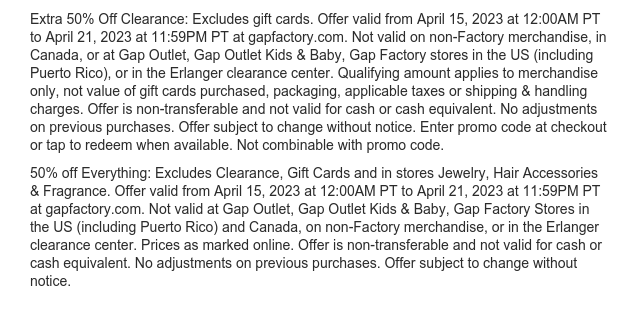 Extra 50% Off Clearance: Excludes gift cards. Offer valid from April 15, 2023 at 12:00AM PT
to April 21, 2023 at 11:59PM PT at gapfactory.com. Not valid on non-Factory merchandise, in
Canada, or at Gap Outlet, Gap Outlet Kids & Baby, Gap Factory stores in the US (including
Puerto Rico), or in the Erlanger clearance center. Qualifying amount applies to merchandise
only, not value of gift cards purchased, packaging, applicable taxes or shipping & handling
charges. Offer is non-transferable and not valid for cash or cash equivalent. No adjustments
on previous purchases. Offer subject to change without notice. Enter promo code at checkout
or tap to redeem when available. Not combinable with promo code.
50% off Everything: Excludes Clearance, Gift Cards and in stores Jewelry, Hair Accessories
& Fragrance. Offer valid from April 15, 2023 at 12:00AM PT to April 21, 2023 at 11:59PM PT
at gapfactory.com. Not valid at Gap Outlet, Gap Outlet Kids & Baby, Gap Factory Stores in
the US (including Puerto Rico) and Canada, on non-Factory merchandise, or in the Erlanger
clearance center. Prices as marked online. Offer is non-transferable and not valid for cash or
cash equivalent. No adjustments on previous purchases. Offer subject to change without
notice.